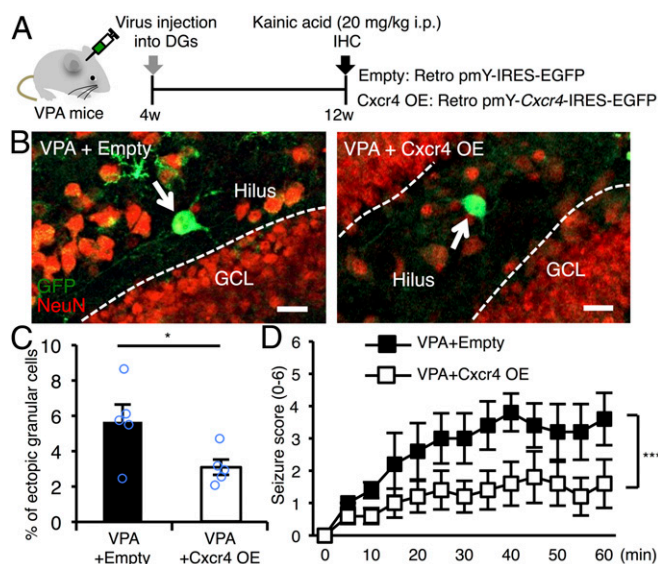 A
Virus injection
into DGs
Kainic acid (20 mg/kg i.p.)
IHC
VPA mice
4w
12w
Empty: Retro pmY-IRES-EGFP
Cxcr4 OE: Retro pmY-Cxcr4-IRES-EGFP
B
VPA + Empty
Hilus
GCL
GFP
NeuN
VPA + Cxcr4 OE
Hilus
GCL
C
% of ectopic granular cells
10
8
6
4
2
0
*
VPA
+Empty
VPA
+Cxcr4 OE
D
VPA+Empty
VPA+Cxcr4 OE
Seizure score (0-6)
6
5
4
3
2
1
0
***
0 10 20 30 40 50 60 (min)